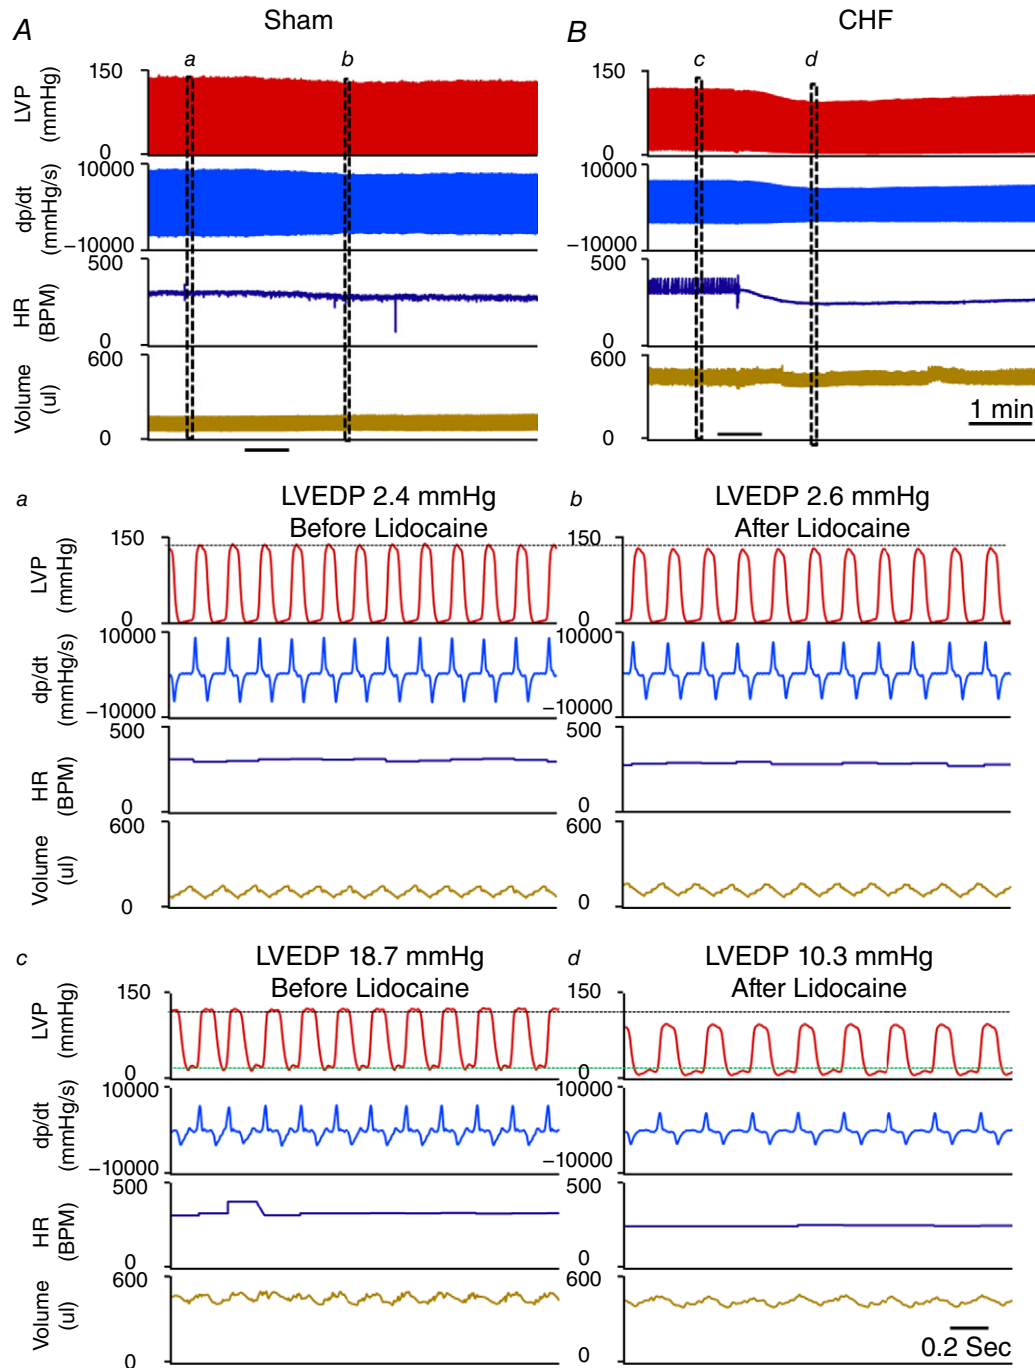 A
Sham
B
CHF
a
b
c
d
150
LVP
(mmHg)
0
150
0
10000
dp/dt
(mmHg/s)
−10000
10000
−10000
500
HR
(BPM)
0
500
0
600
Volume
(ul)
0
600
0
1 min
a
LVEDP 2.4 mmHg
Before Lidocaine
b
LVEDP 2.6 mmHg
After Lidocaine
150
LVP
(mmHg)
0
150
0
10000
dp/dt
(mmHg/s)
−10000
10000
−10000
500
HR
(BPM)
0
500
0
600
Volume
(ul)
0
600
0
c
LVEDP 18.7 mmHg
Before Lidocaine
d
LVEDP 10.3 mmHg
After Lidocaine
150
LVP
(mmHg)
0
150
0
10000
dp/dt
(mmHg/s)
−10000
10000
−10000
500
HR
(BPM)
0
500
0
600
Volume
(ul)
0
600
0
0.2 Sec